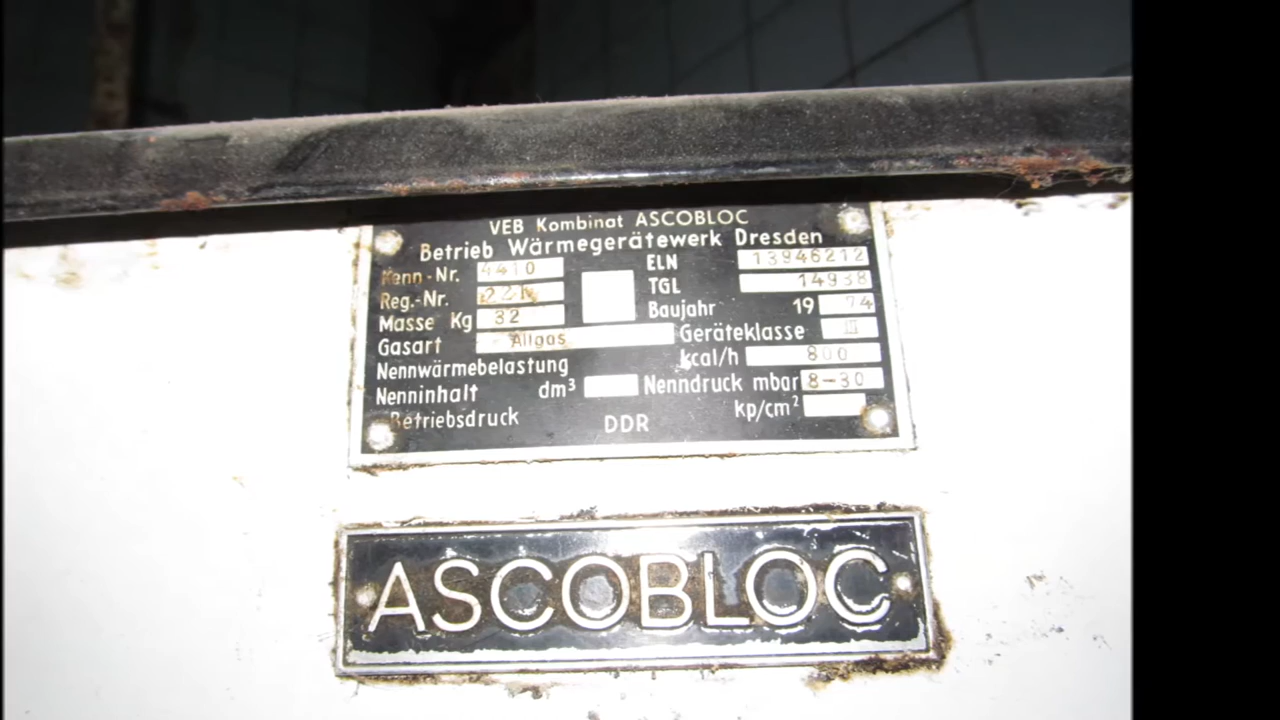 VEB Kombinat ASCOBLOC
Betrieb Wärmegerätewerk Dresden
Kenn-Nr. 4410 ELN 13946212
Reg.-Nr. TGL 14938
Masse Kg 32 Baujahr 19 74
Gasart Allgas Geräteklasse II
Nennwärmebelastung kcal/h 800
Nenninhalt dm³ Nenndruck mbar 8-30
Betriebsdruck DDR kp/cm²
ASCOBLOC